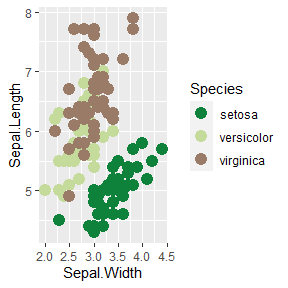 8
7
6
5
Sepal.Length
2.0 2.5 3.0 3.5 4.0 4.5
Sepal.Width
Species
setosa
versicolor
virginica